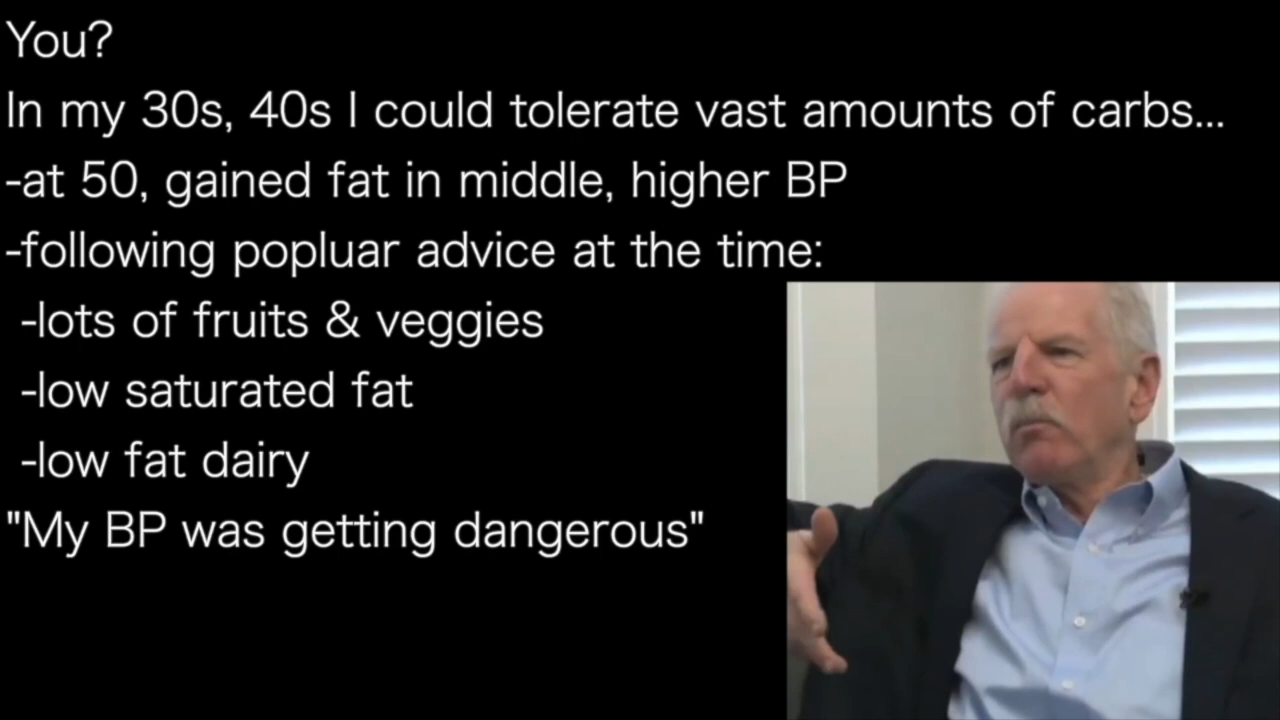 You?
In my 30s, 40s I could tolerate vast amounts of carbs...
-at 50, gained fat in middle, higher BP
-following popluar advice at the time:
-lots of fruits & veggies
-low saturated fat
-low fat dairy
"My BP was getting dangerous"